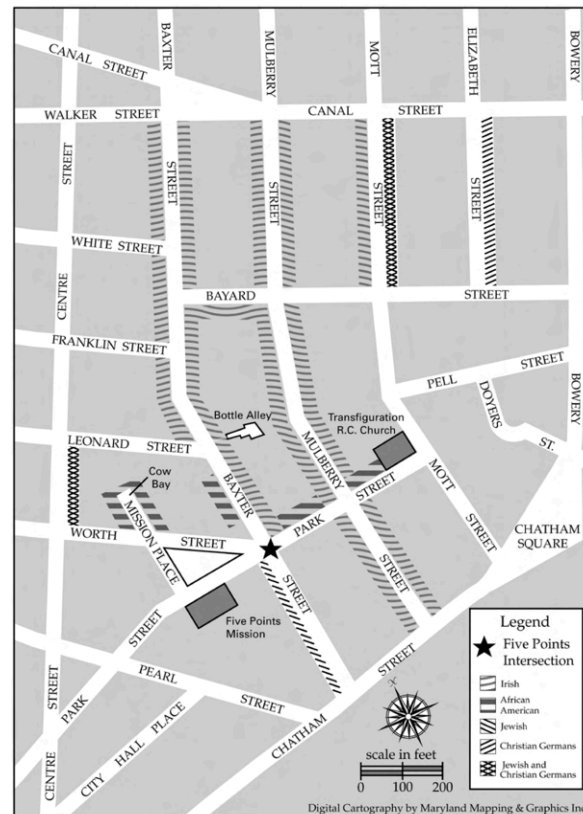 CANAL STREET
BAXTER
MULBERRY
MOTT
ELIZABETH
BOWERY
WALKER STREET
CANAL STREET
STREET
STREET
STREET
STREET
STREET
WHITE STREET
CENTRE
BAYARD STREET
FRANKLIN STREET
PELL STREET
DOYERS ST.
BOWERY
Bottle Alley
Transfiguration
R.C. Church
LEONARD STREET
BAXTER
MULBERRY
MOTT
Cow
Bay
MISSION PLACE
WORTH STREET
PARK STREET
STREET
CHATHAM
SQUARE
STREET
STREET
Five Points
Mission
PARK STREET
PEARL STREET
STREET
CENTRE
CITY HALL PLACE
CHATHAM STREET
scale in feet
0 100 200
Legend
Five Points
Intersection
Irish
African
American
Jewish
Christian Germans
Jewish and
Christian Germans
Digital Cartography by Maryland Mapping & Graphics Inc